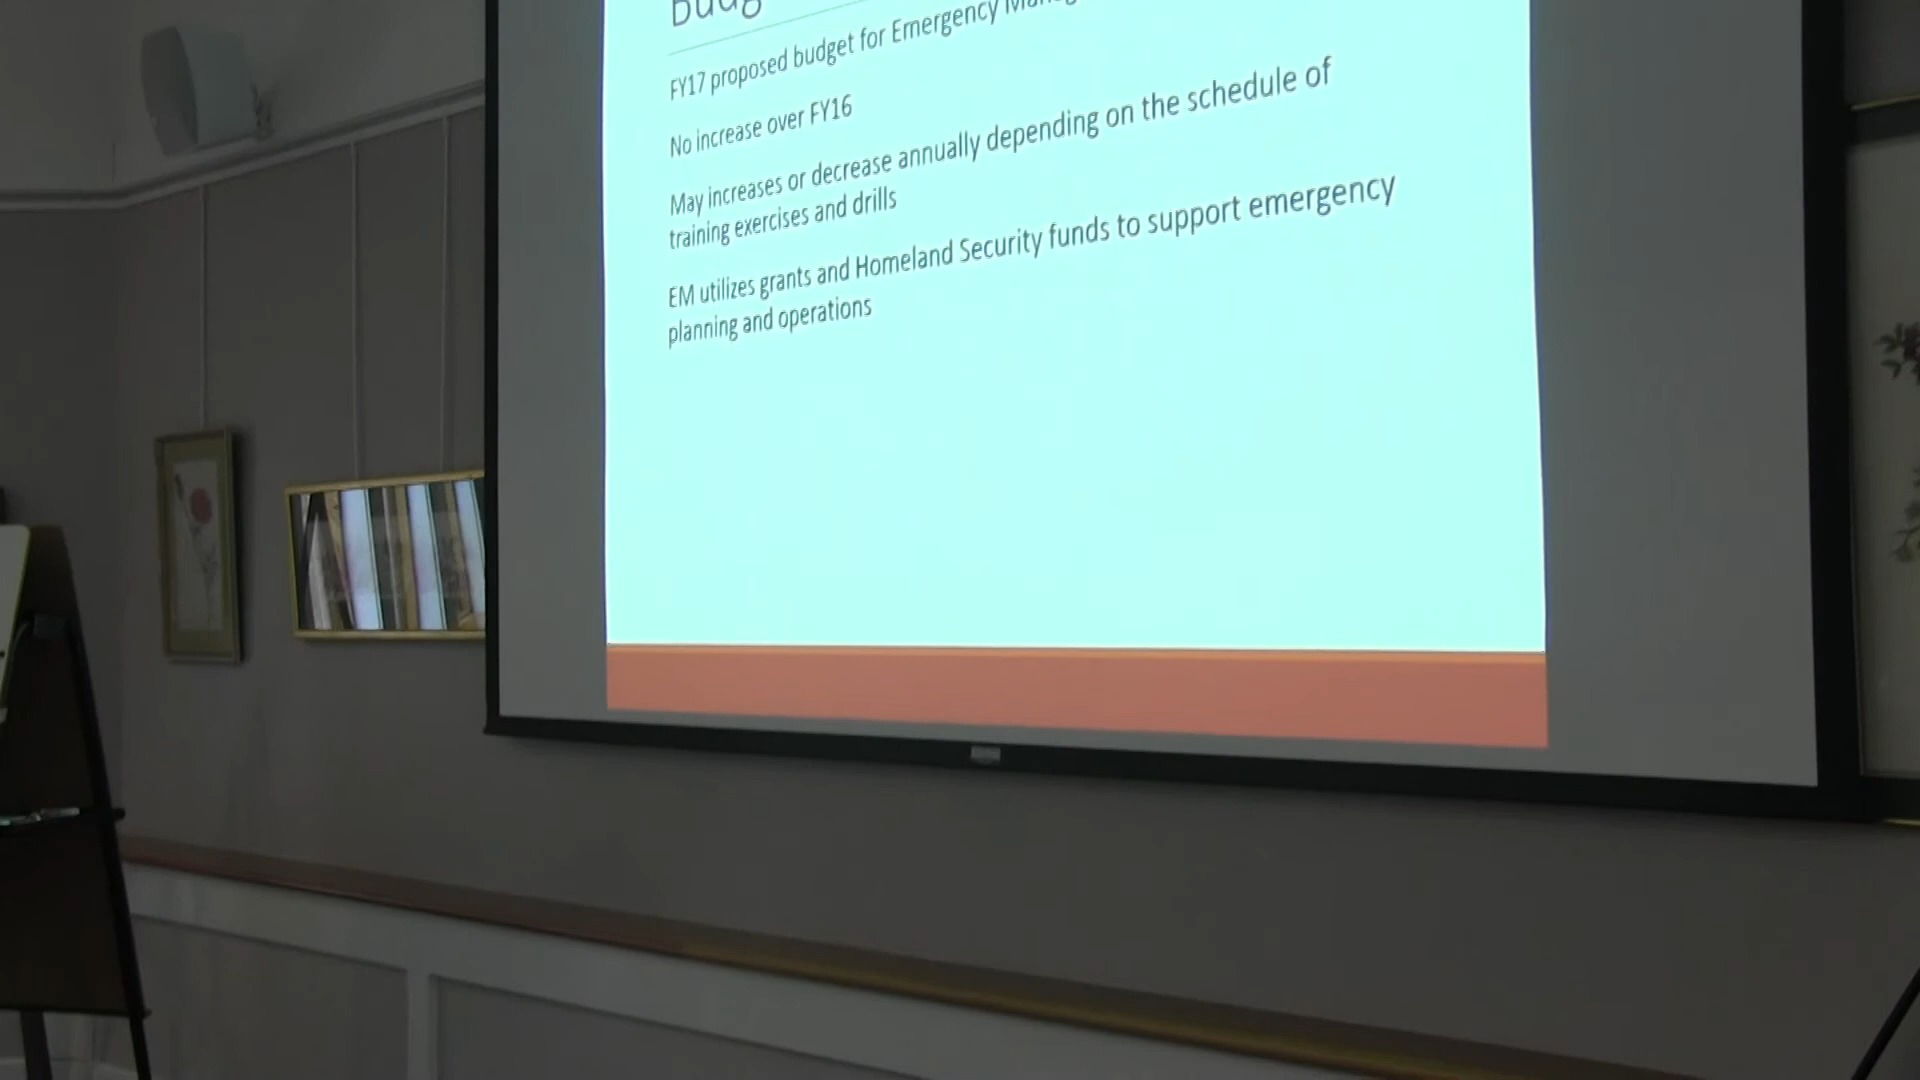 FY17 proposed budget for Emergency
No increase over FY16
May increases or decrease annually depending on the schedule of
training exercises and drills
EM utilizes grants and Homeland Security funds to support emergency
planning and operations